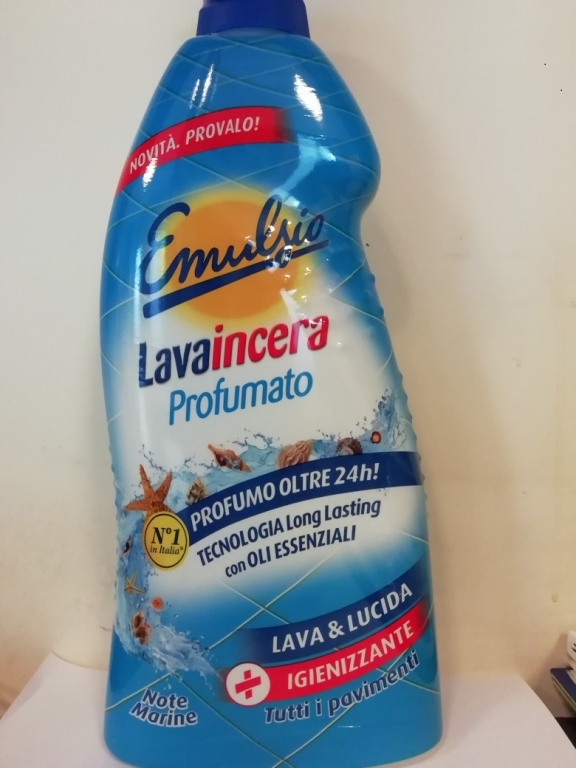 NOVITÀ. PROVALO!
Emulsio
Lavaincera
Profumato
PROFUMO OLTRE 24h!
TECNOLOGIA Long Lasting
con OLI ESSENZIALI
N°1
in Italia*
LAVA & LUCIDA
IGIENIZZANTE
Tutti i pavimenti
Note
Marine